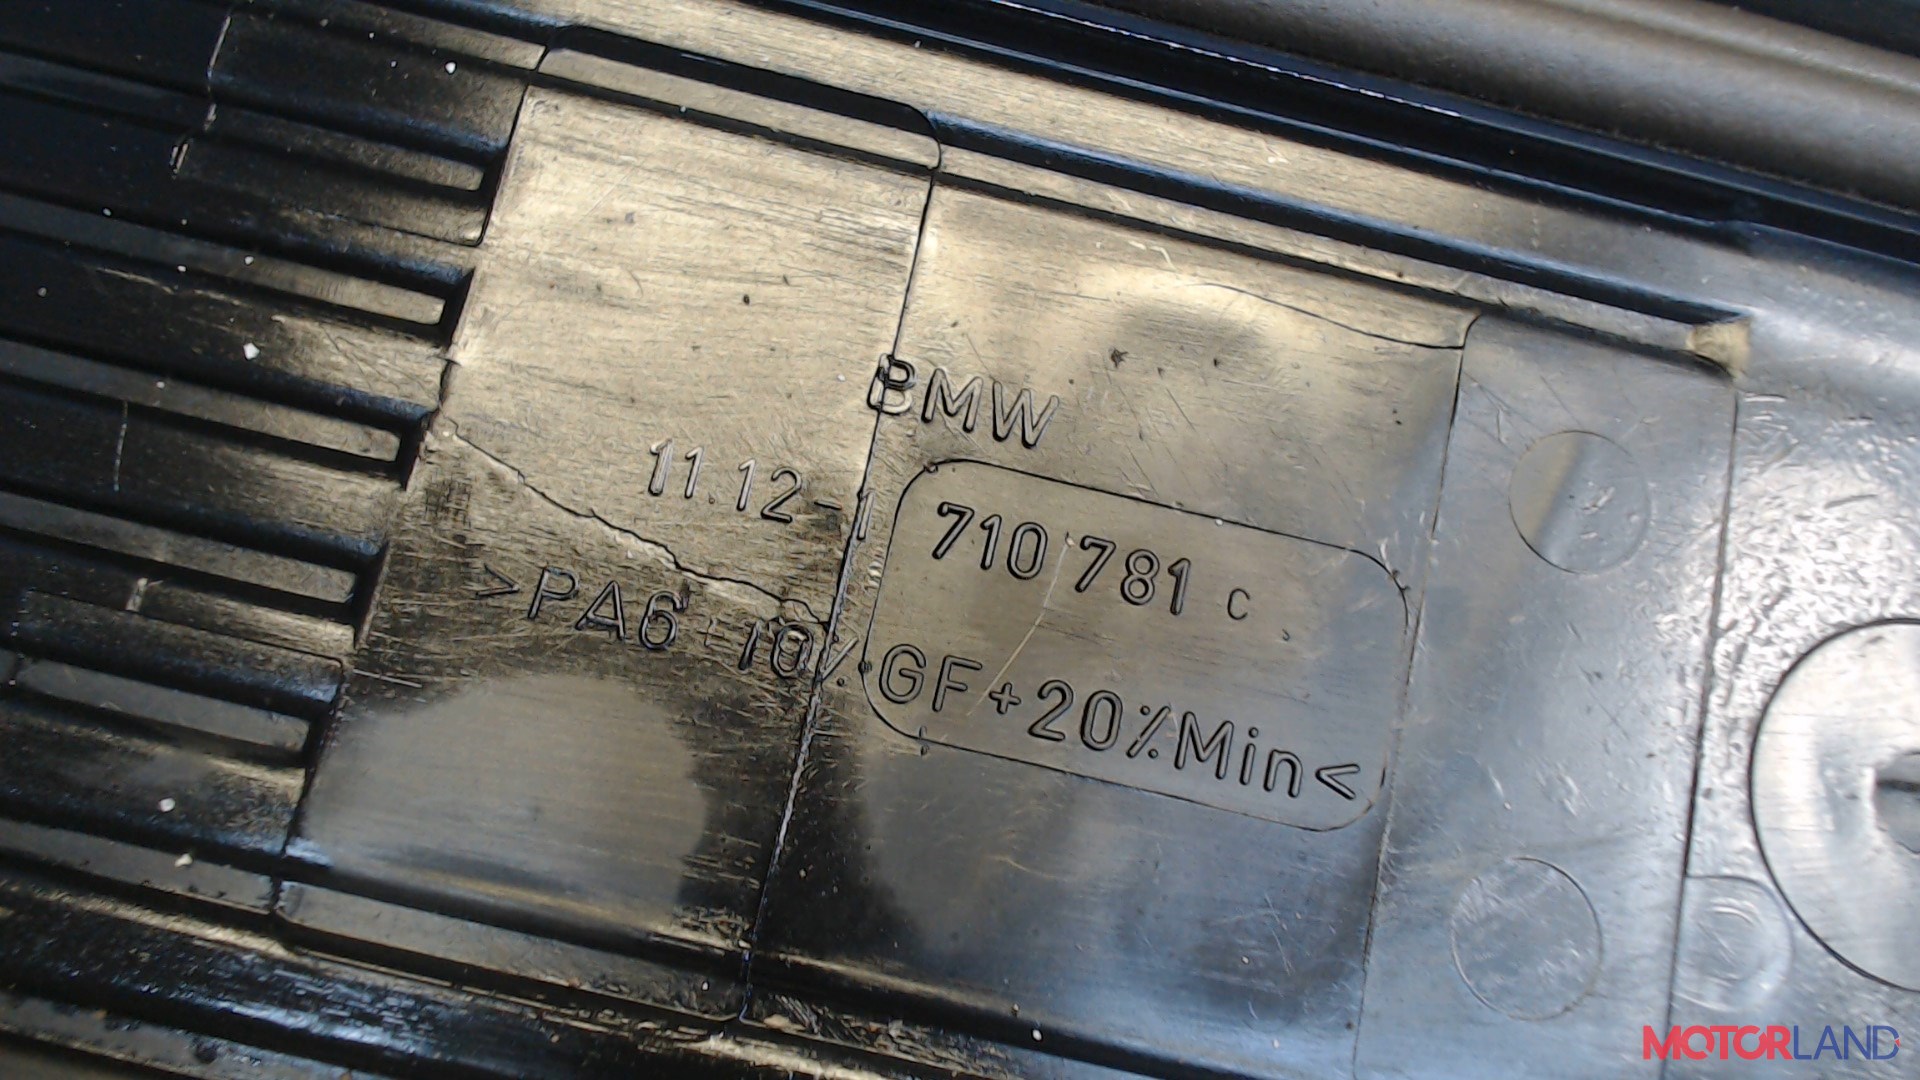 BMW
11.12-1 710 781 c
>PA6+10%GF+20%Min<
MOTORLAND